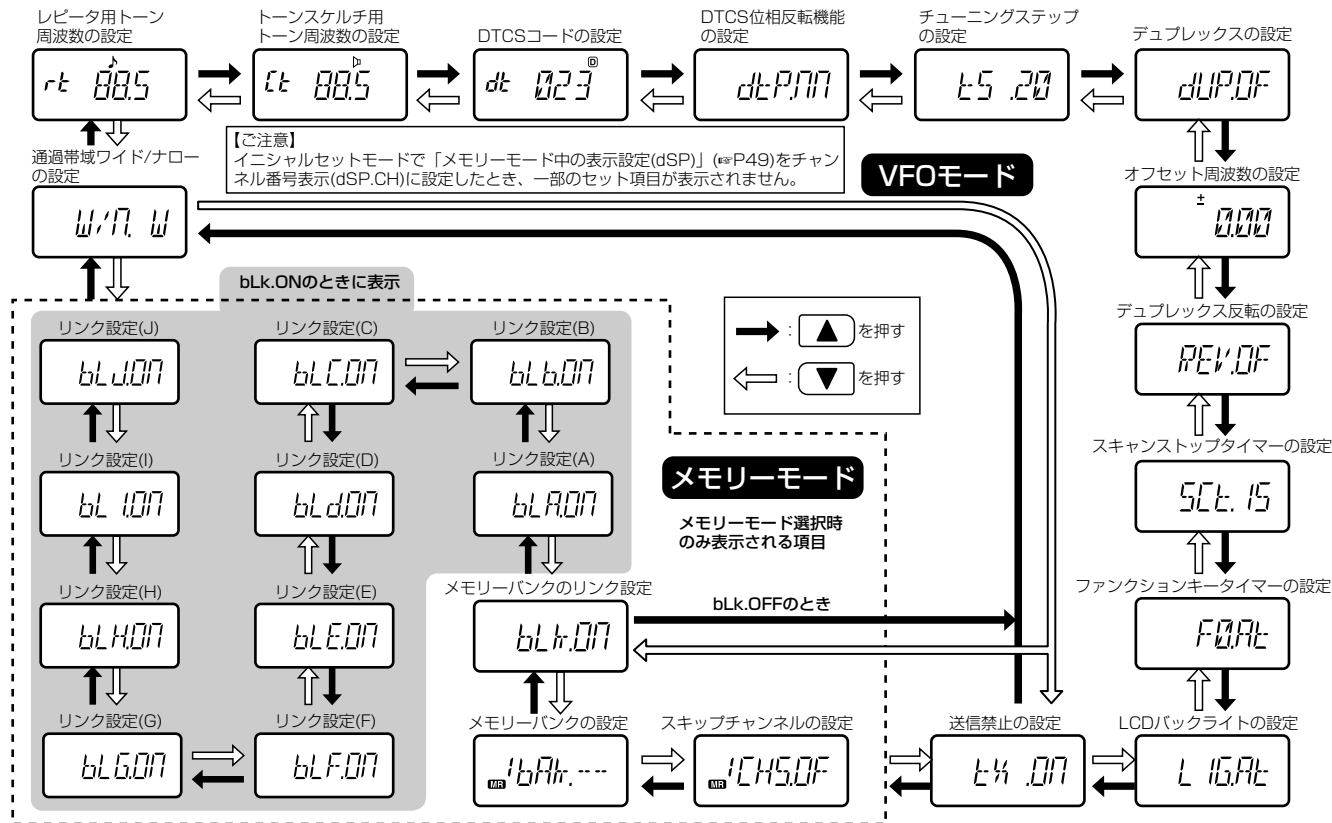 レピータ用トーン
周波数の設定
トーンスケルチ用
トーン周波数の設定
DTCSコードの設定
DTCS位相反転機能
の設定
チューニングステップ
の設定
デュプレックスの設定
rt 88.5
Ct 88.5
dt 023
D
dtP.NN
tS .20
dUP.OF
【ご注意】
イニシャルセットモードで「メモリーモード中の表示設定(dSP)」(☞P49)をチャン
ネル番号表示(dSP.CH)に設定したとき、一部のセット項目が表示されません。
通過帯域ワイド/ナロー
の設定
W/N. W
VFOモード
オフセット周波数の設定
± 0.00
bLk.ONのときに表示
: ▲ を押す
: ▼ を押す
デュプレックス反転の設定
REV.OF
リンク設定(J)
リンク設定(C)
リンク設定(B)
bLJ.ON
bLC.ON
bLb.ON
スキャンストップタイマーの設定
SCt. 15
リンク設定(I)
リンク設定(D)
リンク設定(A)
bL I.ON
bLd.ON
bLA.ON
メモリーモード
メモリーモード選択時
のみ表示される項目
ファンクションキータイマーの設定
F0.At
リンク設定(H)
リンク設定(E)
メモリーバンクのリンク設定
bLH.ON
bLE.ON
bLk.ON
bLk.OFFのとき
リンク設定(G)
リンク設定(F)
メモリーバンクの設定
スキップチャンネルの設定
送信禁止の設定
LCDバックライトの設定
bLG.ON
bLF.ON
MR 1bAk.--
MR 1CHS.OF
tX .ON
L IG.At